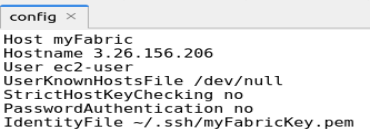 config ×
Host myFabric
Hostname 3.26.156.206
User ec2-user
UserKnownHostsFile /dev/null
StrictHostKeyChecking no
PasswordAuthentication no
IdentityFile ~/.ssh/myFabricKey.pem